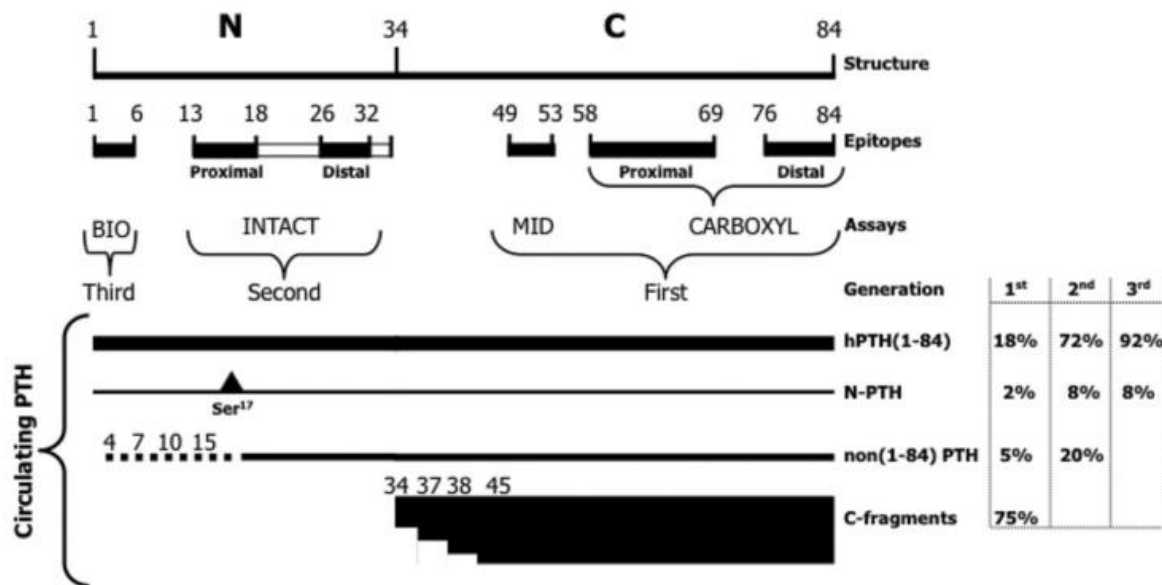 N C
1 34 84
Structure
1 6 13 18 26 32 49 53 58 69 76 84
Epitopes
Proximal Distal Proximal Distal
BIO INTACT MID CARBOXYL Assays
Third Second First Generation 1st 2nd 3rd
hPTH(1-84) 18% 72% 92%
N-PTH 2% 8% 8%
Ser17
4 7 10 15 non(1-84) PTH 5% 20%
34 37 38 45
C-fragments 75%
Circulating PTH